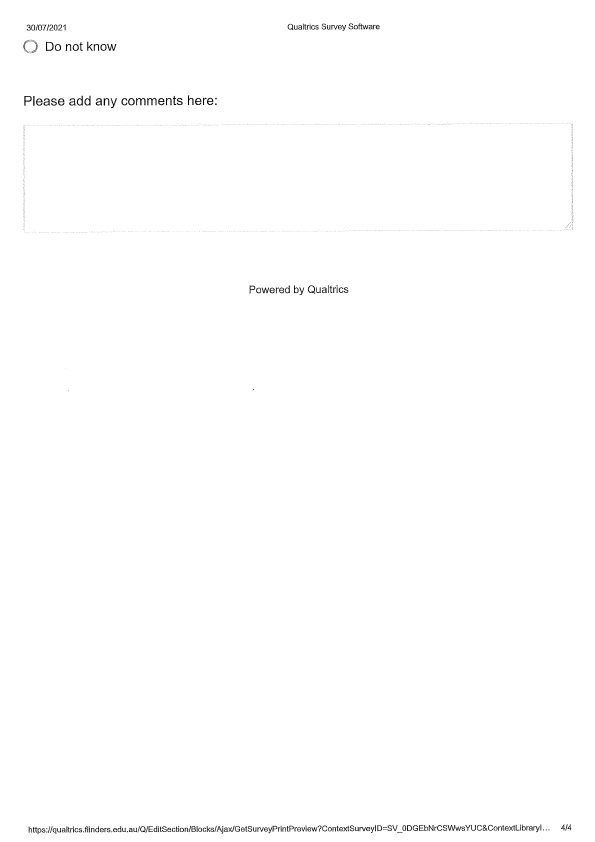 30/07/2021 Qualtrics Survey Software
Do not know
Please add any comments here:
Powered by Qualtrics
https://qualtrics.flinders.edu.au/Q/EditSection/Blocks/Ajax/GetSurveyPrintPreview?ContextSurveyID=SV_0DGEbNrCSWwsYUC&ContextLibraryI... 4/4